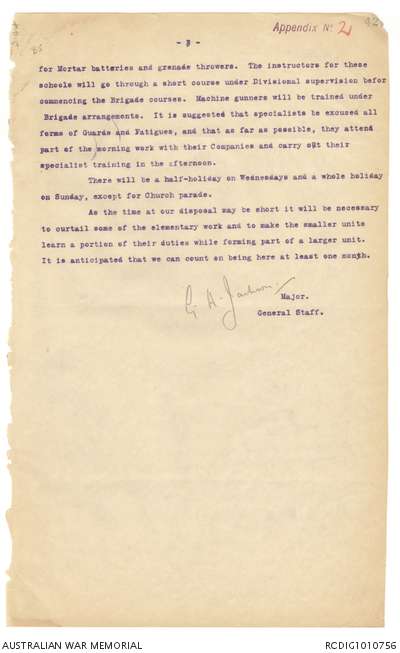 Appendix No 2
- 3 -
for Mortar batteries and grenade throwers. The instructors for these
schools will go through a short course under Divisional supervision befor
commencing the Brigade courses. Machine gunners will be trained under
Brigade arrangements. It is suggested that specialists be excused all
forms of Guards and Fatigues, and that as far as possible, they attend
part of the morning work with their Companies and carry out their
specialist training in the afternoon.
There will be a half-holiday on Wednesdays and a whole holiday
on Sunday, except for Church parade.
As the time at our disposal may be short it will be necessary
to curtail some of the elementary work and to make the smaller units
learn a portion of their duties while forming part of a larger unit.
It is anticipated that we can count on being here at least one month.
Major.
General Staff.
AUSTRALIAN WAR MEMORIAL
RCDIG1010756